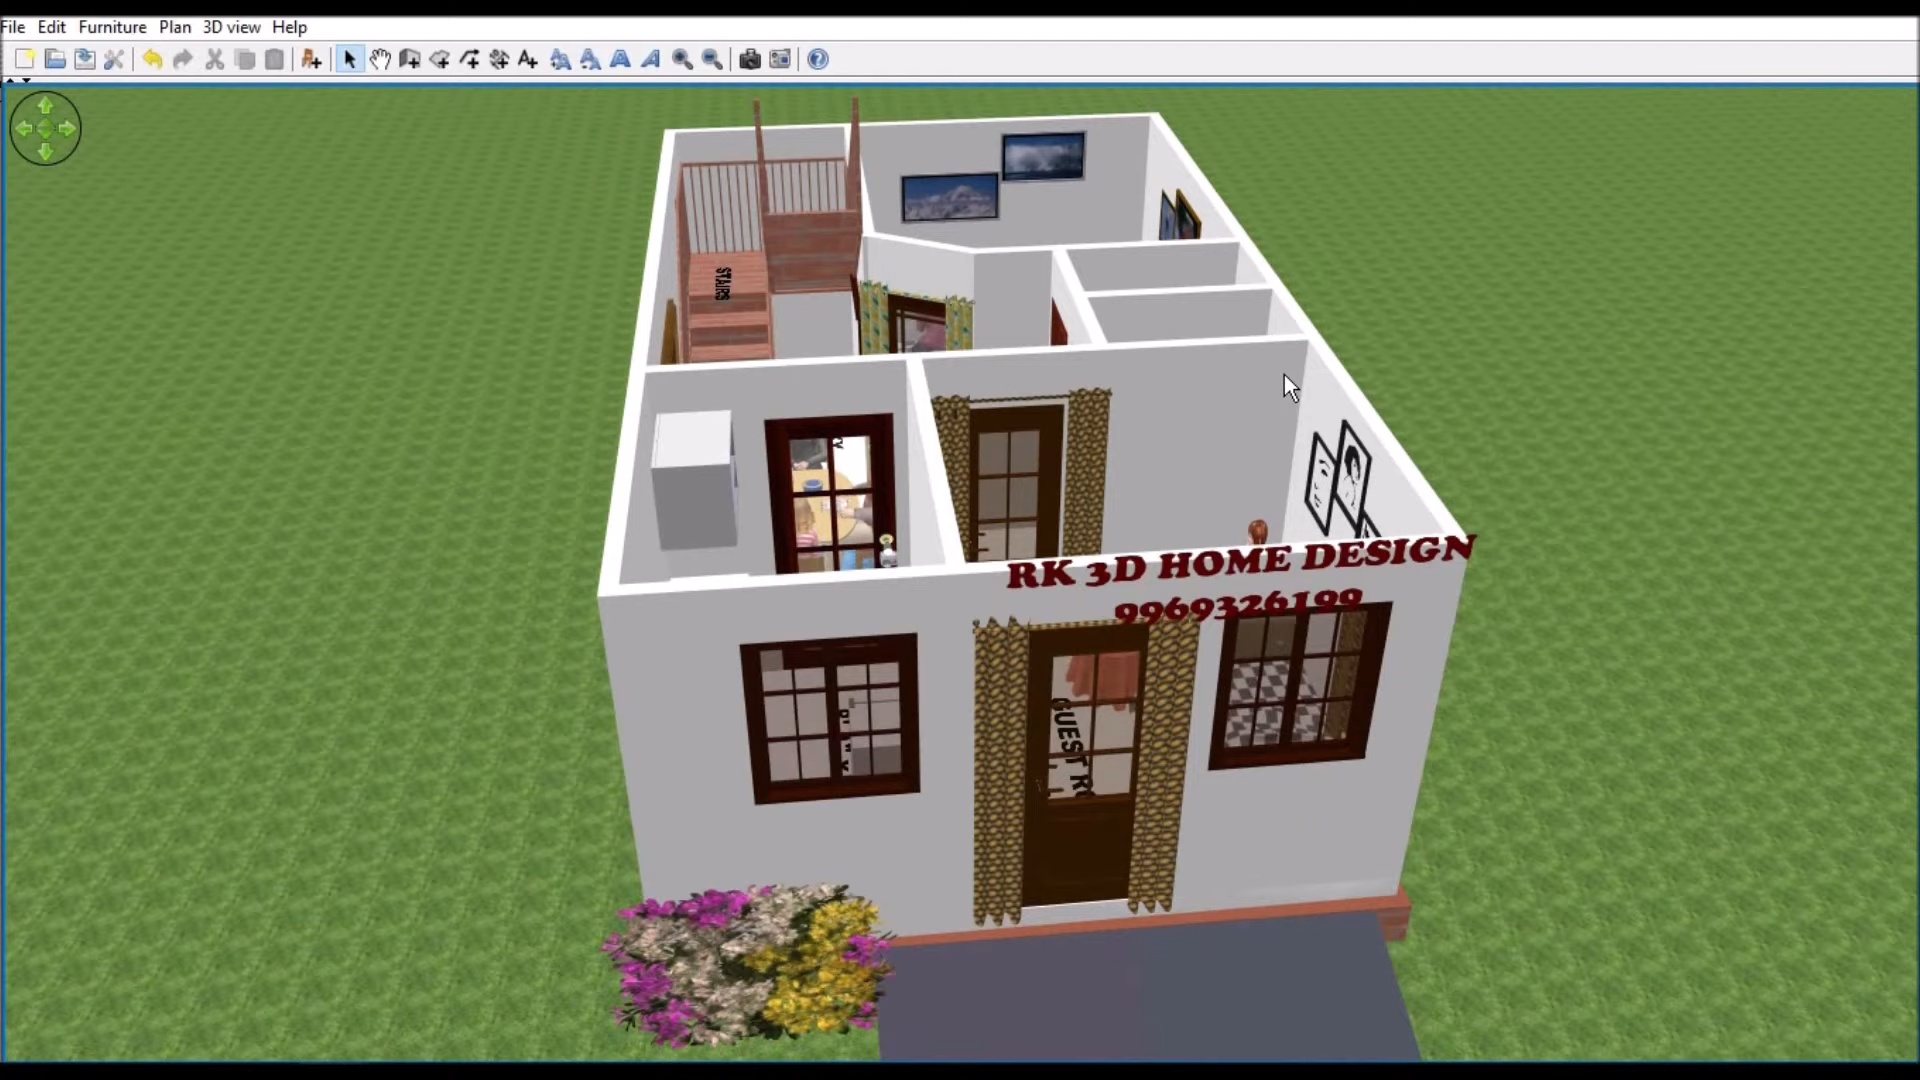 File Edit Furniture Plan 3D view Help
STAIRS
RK 3D HOME DESIGN
9969326199
GUEST